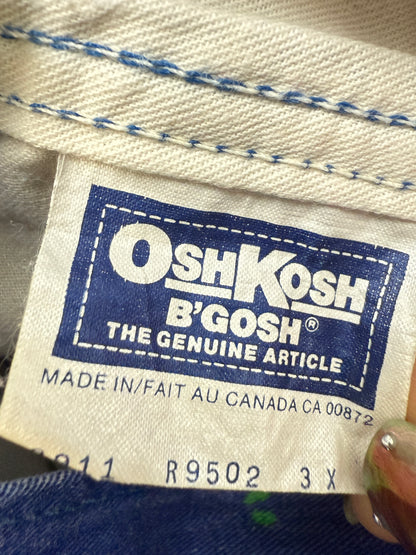 OSHKOSH
B'GOSH®
THE GENUINE ARTICLE
MADE IN/FAIT AU CANADA CA 00872
R9502 3 X